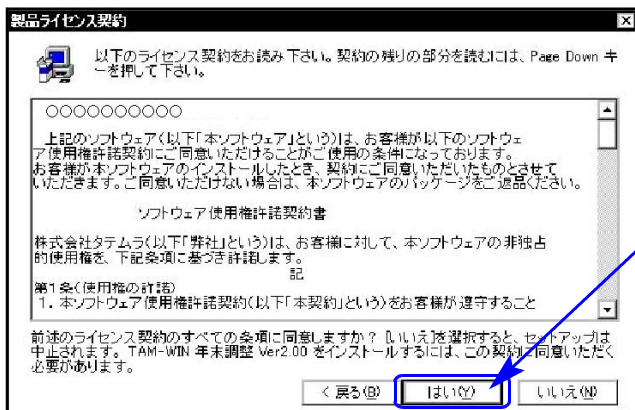 製品ライセンス契約
以下のライセンス契約をお読み下さい。契約の残りの部分を読むには、Page Down キ
ーを押して下さい。
○○○○○○○○○○
上記のソフトウェア(以下「本ソフトウェア」という)は、お客様が以下のソフトウェ
ア使用権許諾契約にご同意いただけることがご使用の条件になっております。
お客様が本ソフトウェアのインストールしたとき、契約にご同意いただいたものとさせて
いただきます。ご同意いただけない場合は、本ソフトウェアのパッケージをご返品ください。
ソフトウェア使用権許諾契約書
株式会社タテムラ(以下「弊社」という)は、お客様に対して、本ソフトウェアの非独占
的使用権を、下記条項に基づき許諾します。
記
第1条(使用権の許諾)
1. 本ソフトウェア使用権許諾契約(以下「本契約」という)をお客様が遵守すること
前述のライセンス契約のすべての条項に同意しますか? [いいえ]を選択すると、セットアップは
中止されます。 TAM-WIN 年末調整 Ver2.00 をインストールするには、この契約に同意いただく
必要があります。
< 戻る(B)
はい(Y)
いいえ(N)